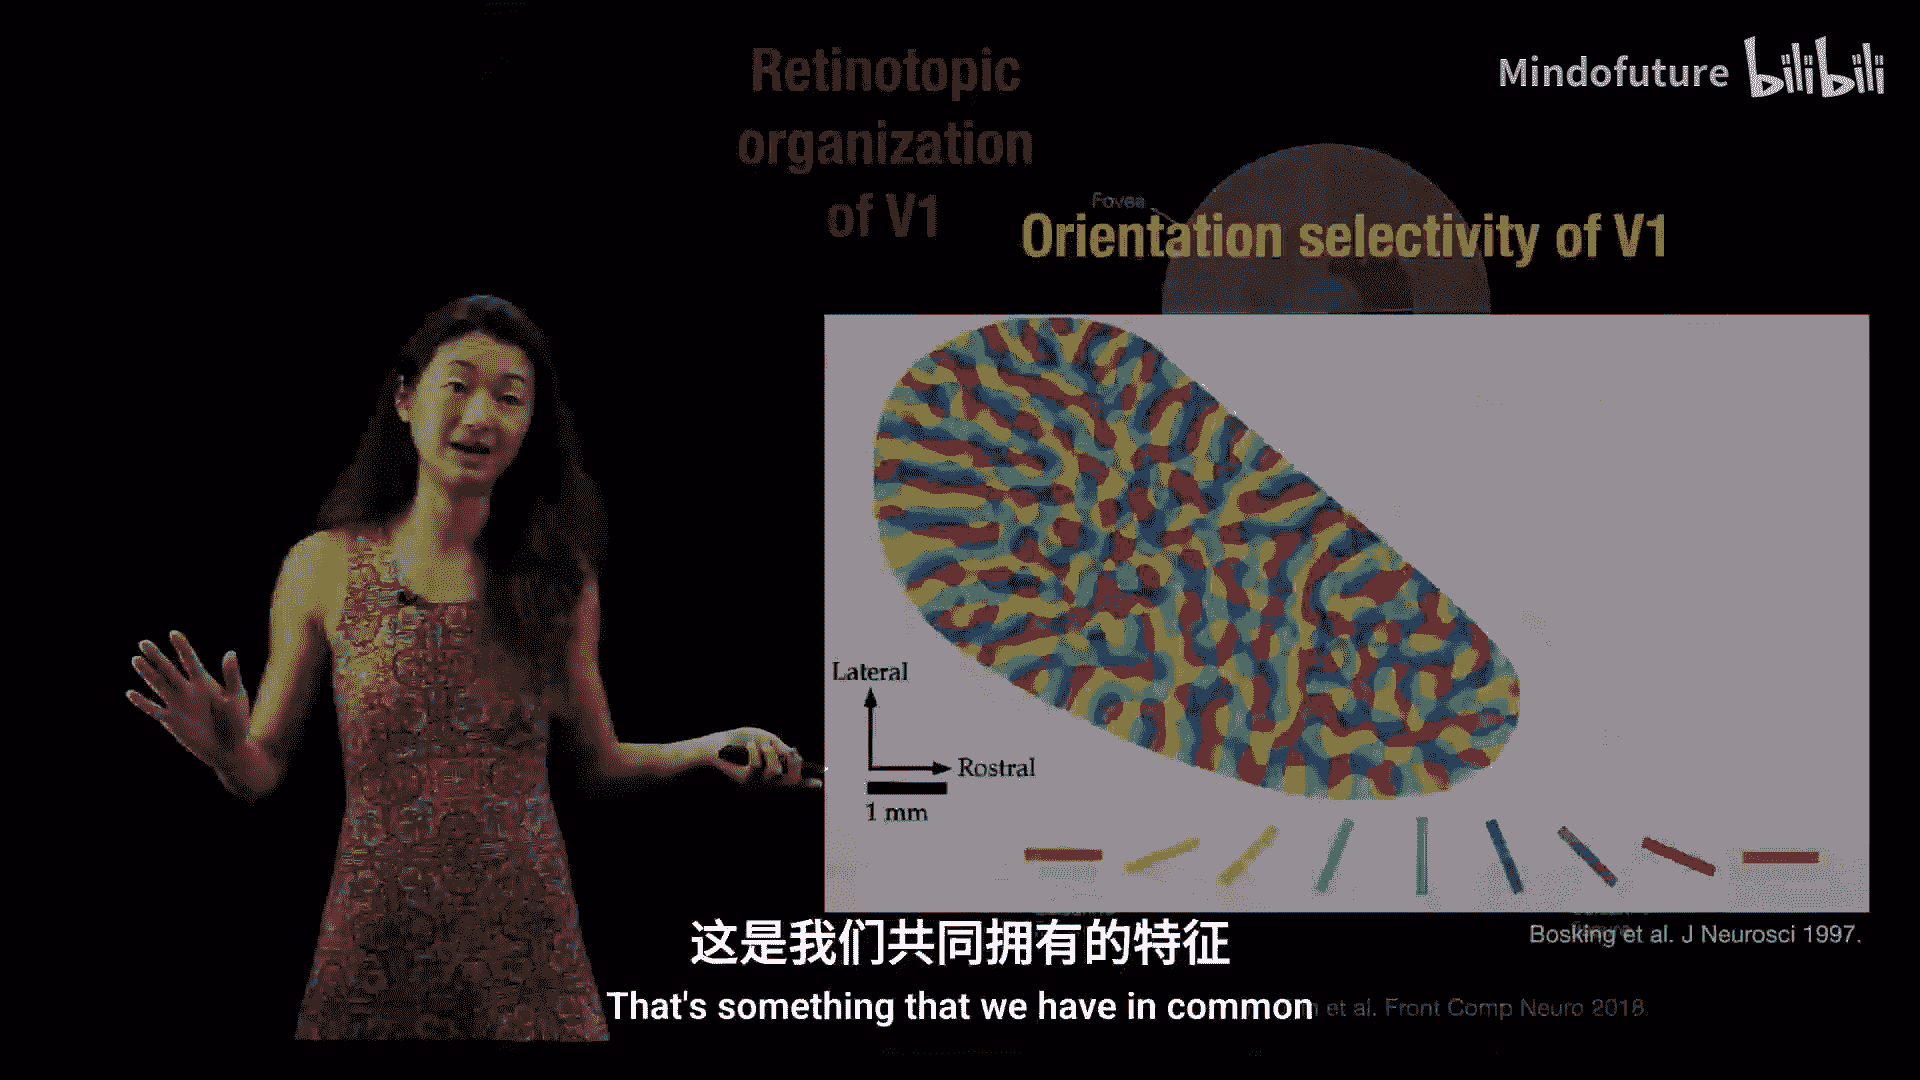 Mindofuture bilibili
Retinotopic
organization
of V1
Fovea
Orientation selectivity of V1
Lateral
Rostral
1 mm
Bosking et al. J Neurosci 1997.
这是我们共同拥有的特征
That's something that we have in common
et al. Front Comp Neuro 2018.